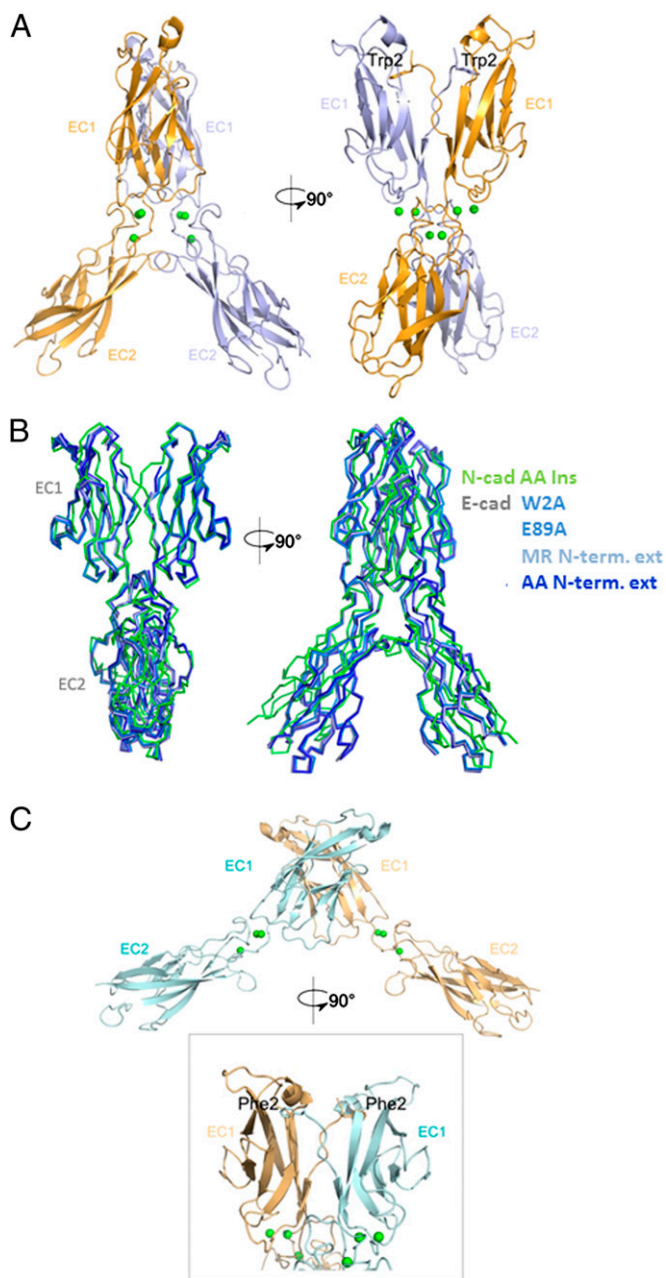 A
Trp2 Trp2
EC1 EC1 EC1 EC1
90°
EC2
EC2 EC2 EC2
B
N-cad AA Ins
E-cad W2A
EC1
90°
E89A
MR N-term. ext
AA N-term. ext
EC2
C
EC1 EC1
EC2 EC2
90°
Phe2 Phe2
EC1 EC1